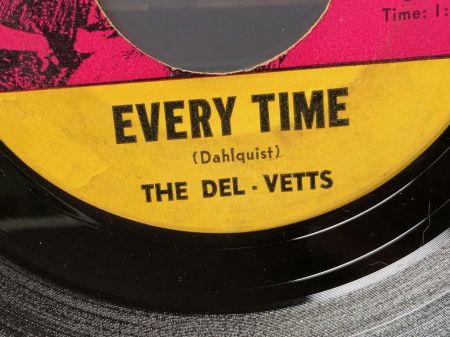 Time: 1:
EVERY TIME
(Dahlquist)
THE DEL-VETTS